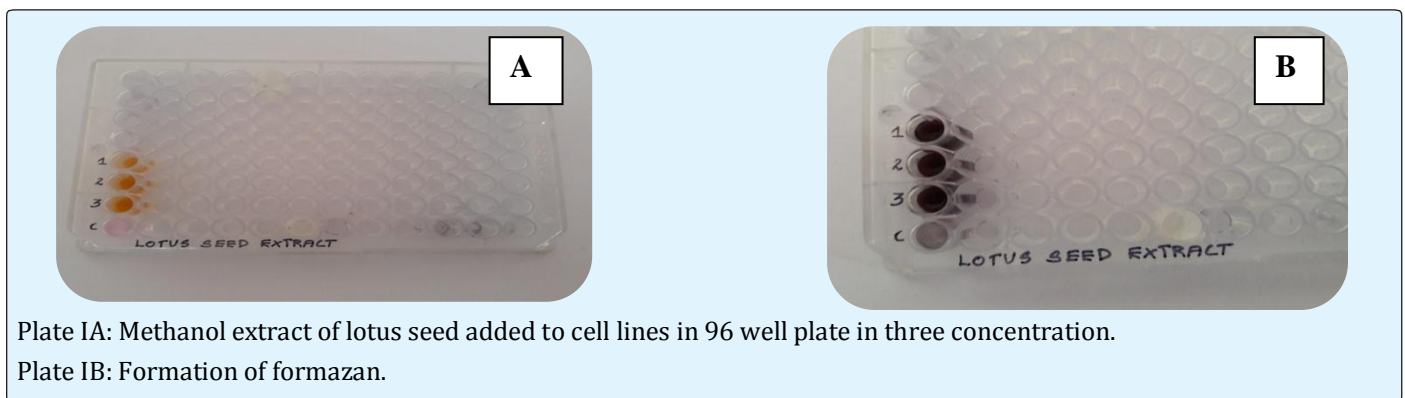 A
B
1
2
3
C
LOTUS SEED EXTRACT
1
2
3
C
LOTUS SEED EXTRACT
Plate IA: Methanol extract of lotus seed added to cell lines in 96 well plate in three concentration.
Plate IB: Formation of formazan.